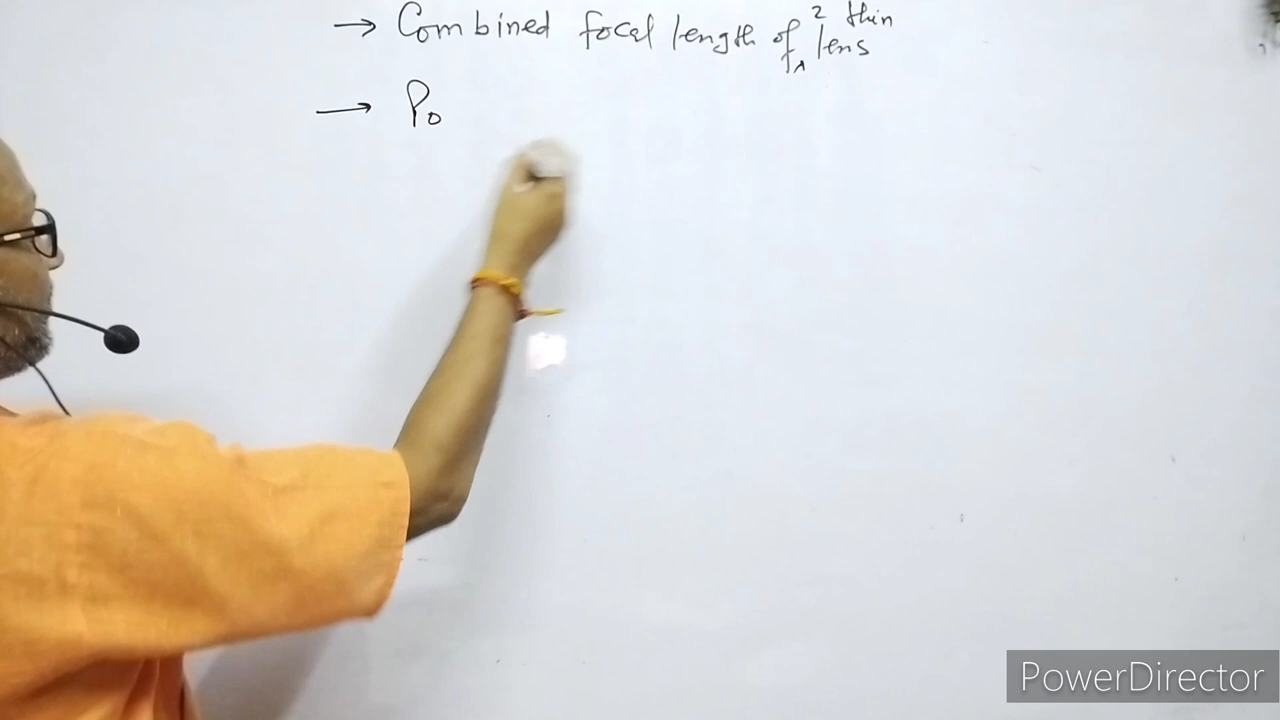 → Combined focal length of 2 thin lens
→ Po
PowerDirector